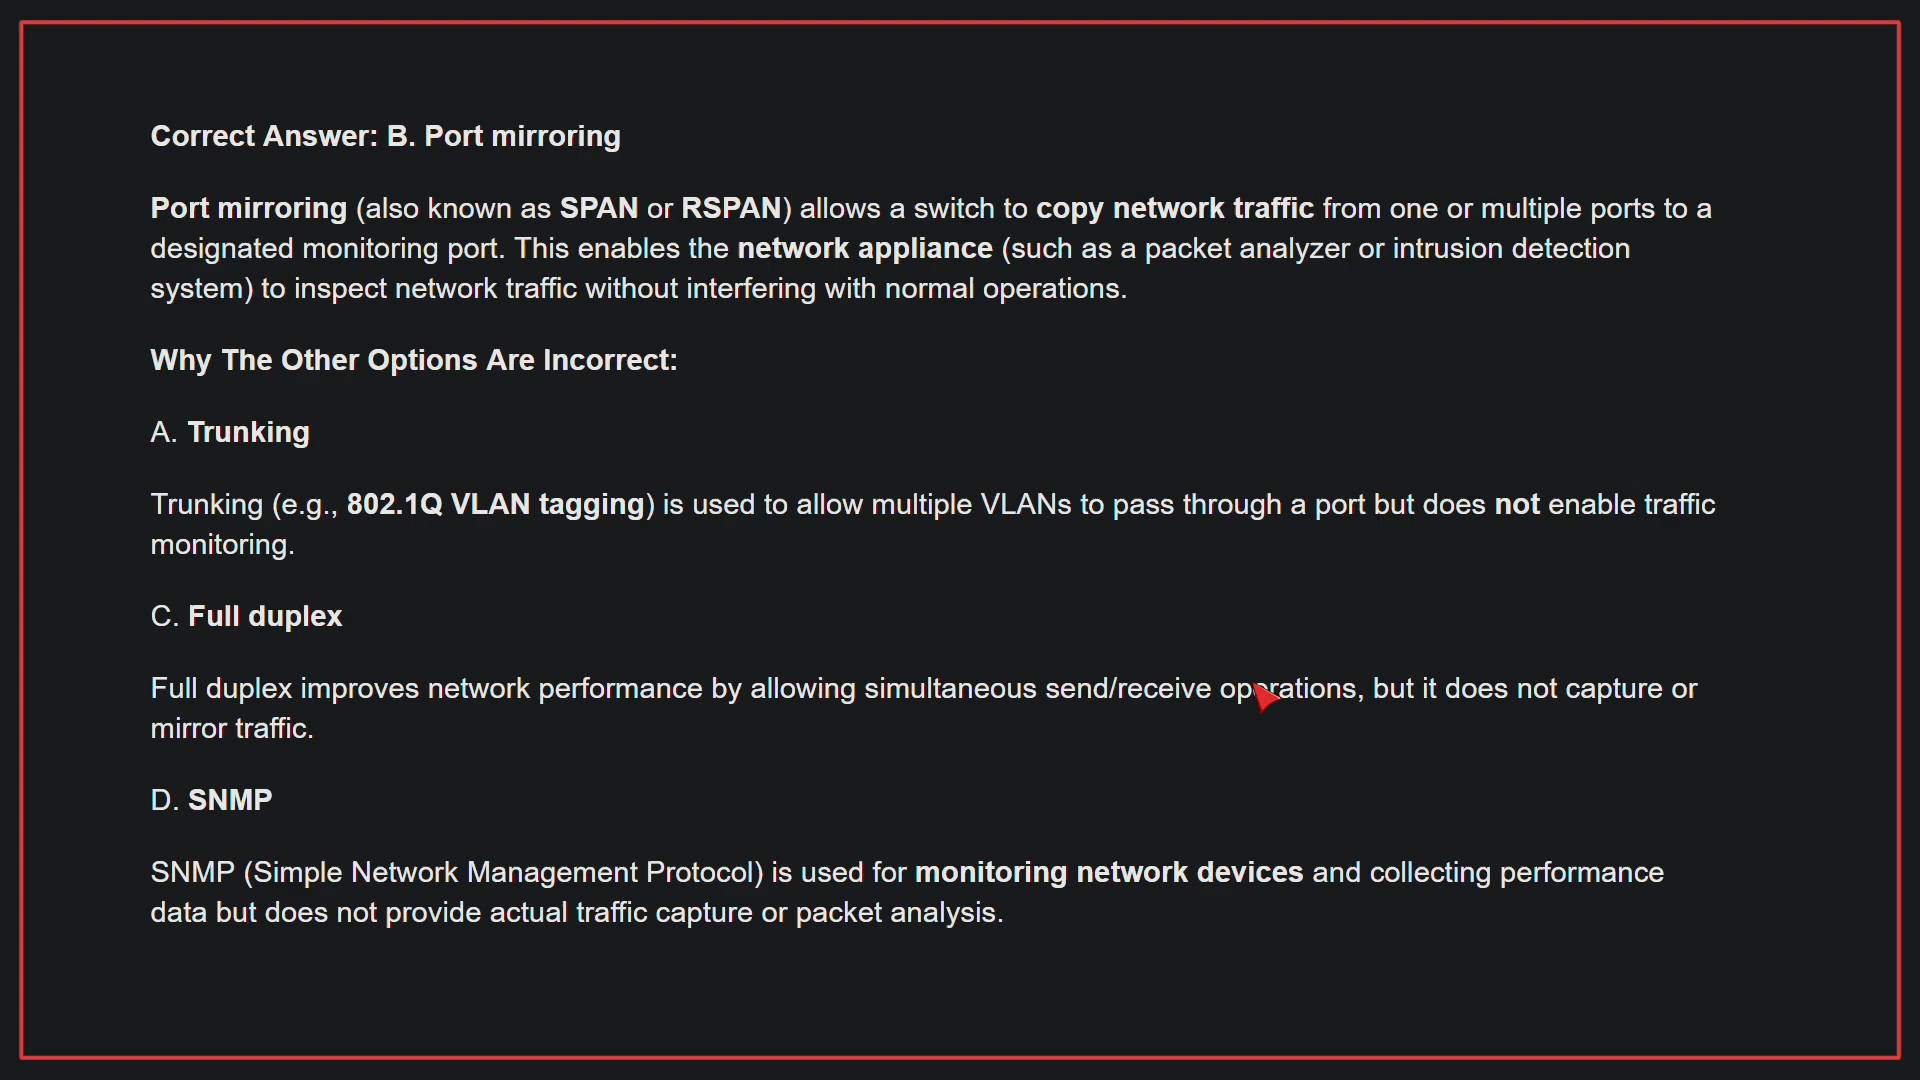 Correct Answer: B. Port mirroring
Port mirroring (also known as SPAN or RSPAN) allows a switch to copy network traffic from one or multiple ports to a
designated monitoring port. This enables the network appliance (such as a packet analyzer or intrusion detection
system) to inspect network traffic without interfering with normal operations.
Why The Other Options Are Incorrect:
A. Trunking
Trunking (e.g., 802.1Q VLAN tagging) is used to allow multiple VLANs to pass through a port but does not enable traffic
monitoring.
C. Full duplex
Full duplex improves network performance by allowing simultaneous send/receive operations, but it does not capture or
mirror traffic.
D. SNMP
SNMP (Simple Network Management Protocol) is used for monitoring network devices and collecting performance
data but does not provide actual traffic capture or packet analysis.